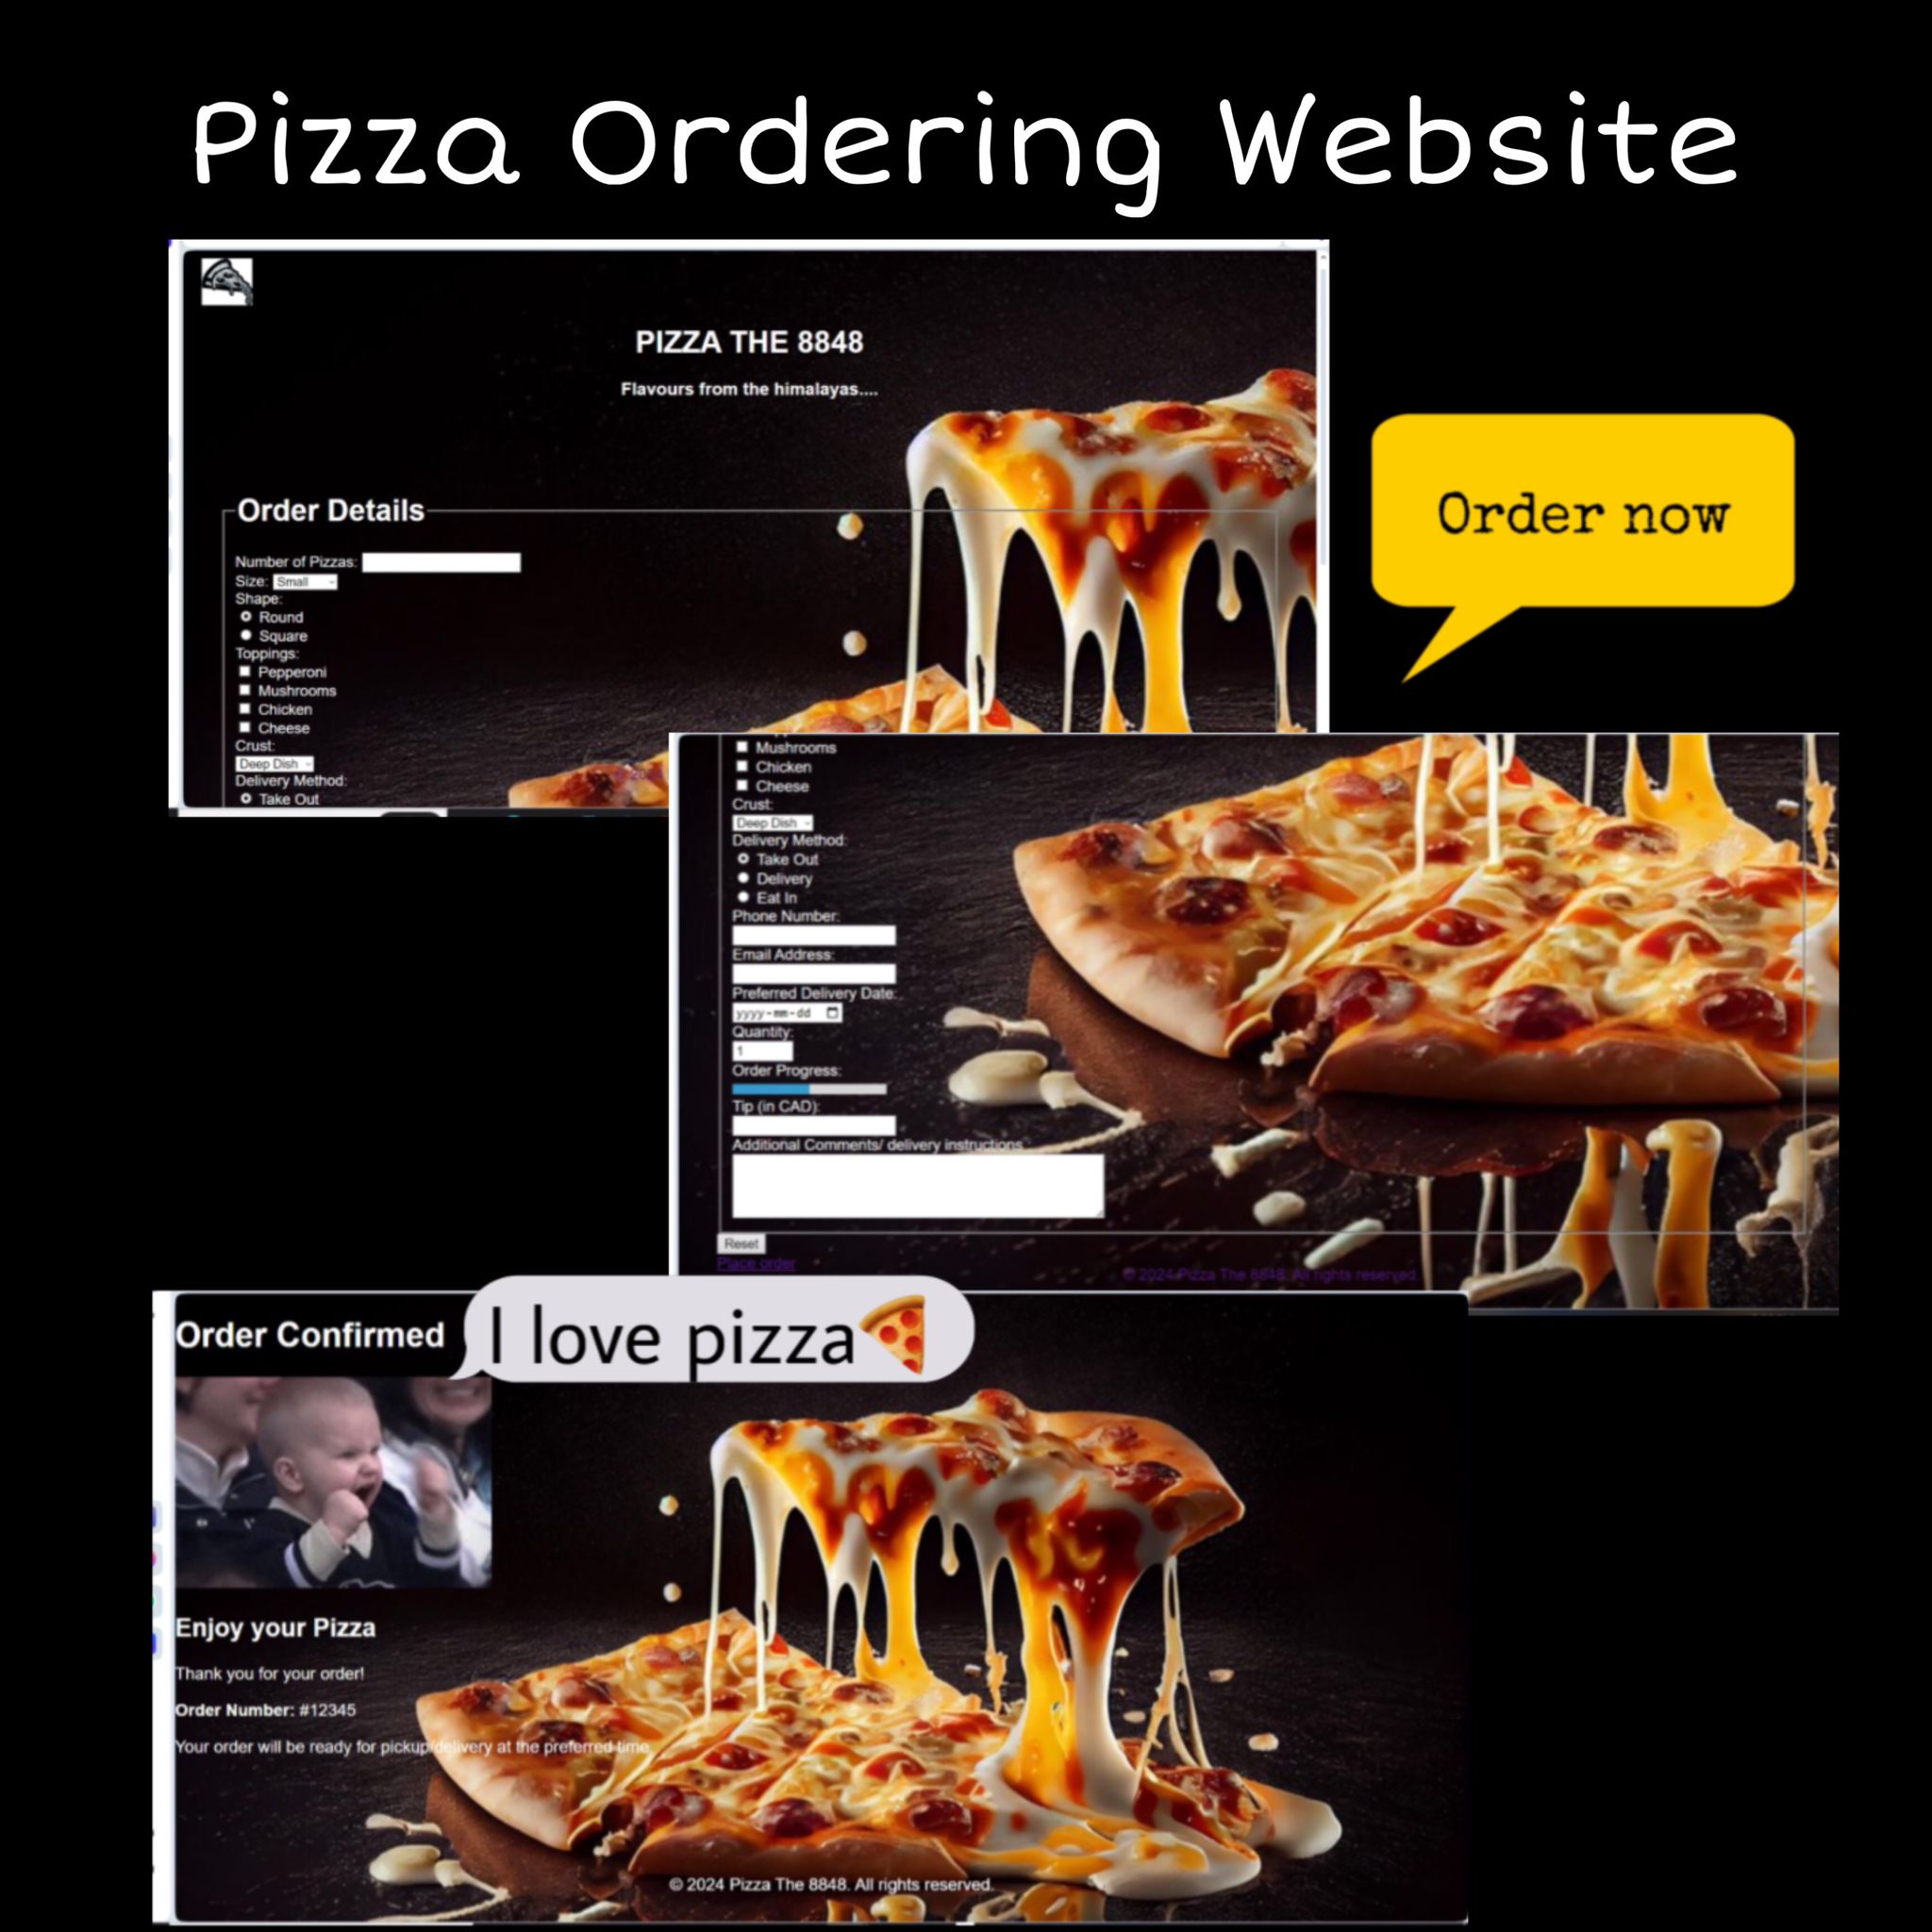 Pizza Ordering Website
PIZZA THE 8848
Flavours from the himalayas....
Order now
Order Details
Number of Pizzas:
Size: Small
Shape:
Round
Square
Toppings:
Pepperoni
Mushrooms
Chicken
Cheese
Crust:
Deep Dish
Delivery Method:
Take Out
Mushrooms
Chicken
Cheese
Crust:
Deep Dish
Delivery Method:
Take Out
Delivery
Eat In
Phone Number:
Email Address:
Preferred Delivery Date:
yyyy-mm-dd
Quantity:
1
Order Progress:
Tip (in CAD):
Additional Comments/ delivery instructions
Reset
Place order
© 2024 Pizza The 8848. All rights reserved.
Order Confirmed
I love pizza🍕
Enjoy your Pizza
Thank you for your order!
Order Number: #12345
Your order will be ready for pickup/delivery at the preferred time.
© 2024 Pizza The 8848. All rights reserved.